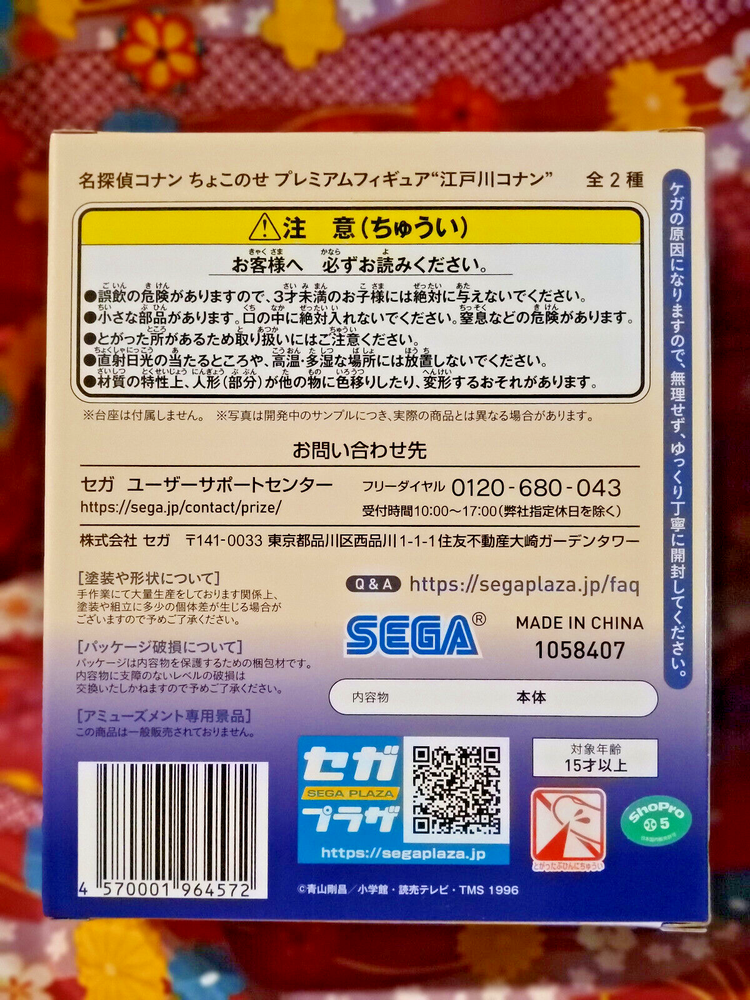 名探偵コナン ちょこのせ プレミアムフィギュア“江戸川コナン” 全2種
⚠注 意(ちゅうい)
お客様へ 必ずお読みください。
●誤飲の危険がありますので、3才未満のお子様には絶対に与えないでください。
●小さな部品があります。口の中に絶対入れないでください。窒息などの危険があります。
●とがった所があるため取り扱いにはご注意ください。
●直射日光の当たるところや、高温・多湿な場所には放置しないでください。
●材質の特性上、人形(部分)が他の物に色移りしたり、変形するおそれがあります。
※台座は付属しません。 ※写真は開発中のサンプルにつき、実際の商品とは異なる場合があります。
お問い合わせ先
セガ ユーザーサポートセンター フリーダイヤル 0120-680-043
https://sega.jp/contact/prize/ 受付時間10:00〜17:00(弊社指定休日を除く)
株式会社 セガ 〒141-0033 東京都品川区西品川1-1-1住友不動産大崎ガーデンタワー
[塗装や形状について]
手作業にて大量生産をしております関係上、
塗装や組立に多少の個体差が生じる場合が
ございますので予めご了承ください。
[パッケージ破損について]
パッケージは内容物を保護するための梱包材です。
内容物に支障のないレベルの破損は
交換いたしかねますので予めご了承ください。
[アミューズメント専用景品]
この商品は一般販売されておりません。
Q&A https://segaplaza.jp/faq
SEGA®
MADE IN CHINA
1058407
内容物 本体
セガ
SEGA PLAZA
プラザ
https://segaplaza.jp
対象年齢
15才以上
とがったぶひんにちゅうい
ShoPro
5
4 570001 964572
©青山剛昌/小学館・読売テレビ・TMS 1996
ケガの原因になりますので、無理せず、ゆっくり丁寧に開封してください。